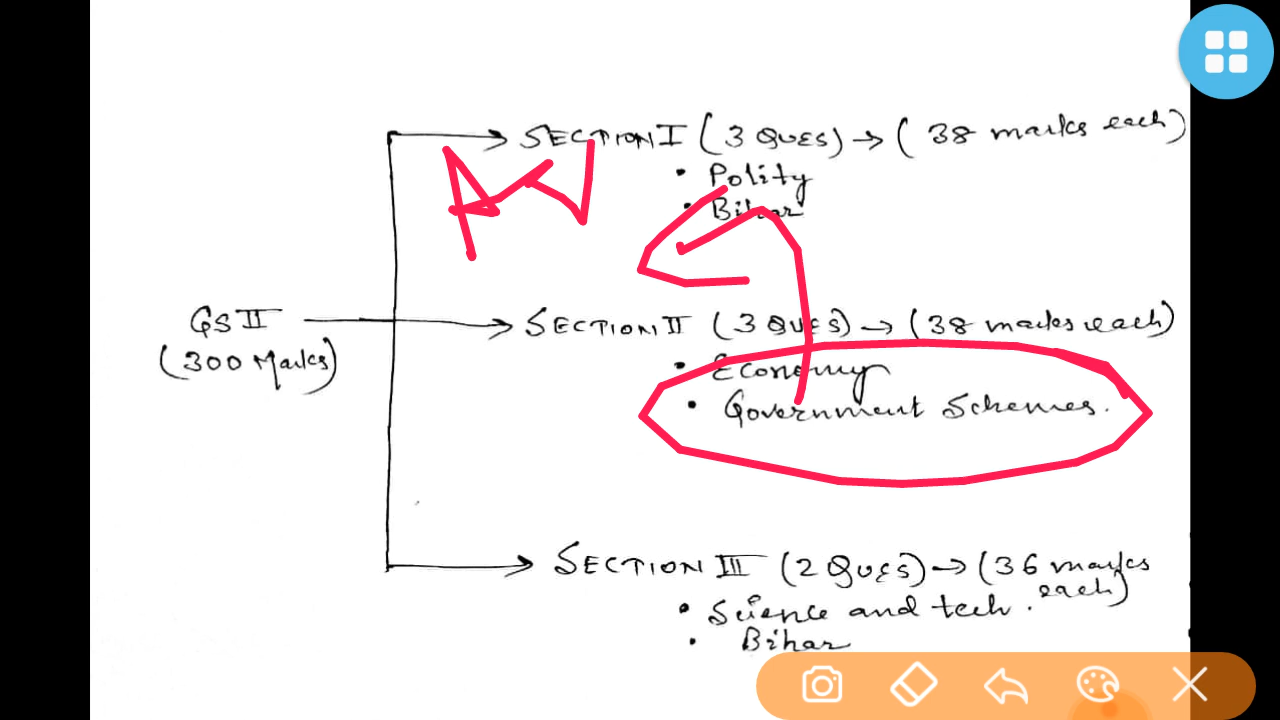 SECTION I (3 QUES) → (38 marks each)
• Polity
• Bihar
GS II
(300 Marks)
SECTION II (3 QUES) → (38 marks each)
• Economy
• Government Schemes.
SECTION III (2 QUES) → (36 marks each)
• Science and tech.
• Bihar